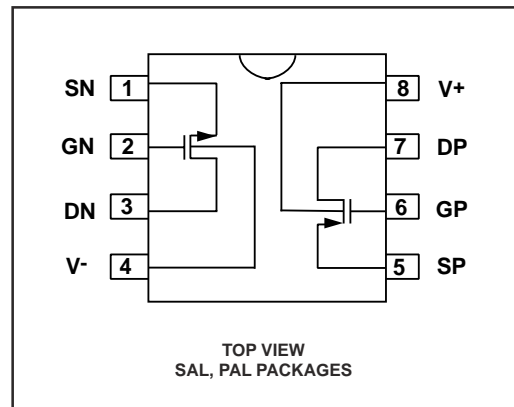 SN 1 8 V+
GN 2 7 DP
DN 3 6 GP
V- 4 5 SP
TOP VIEW
SAL, PAL PACKAGES